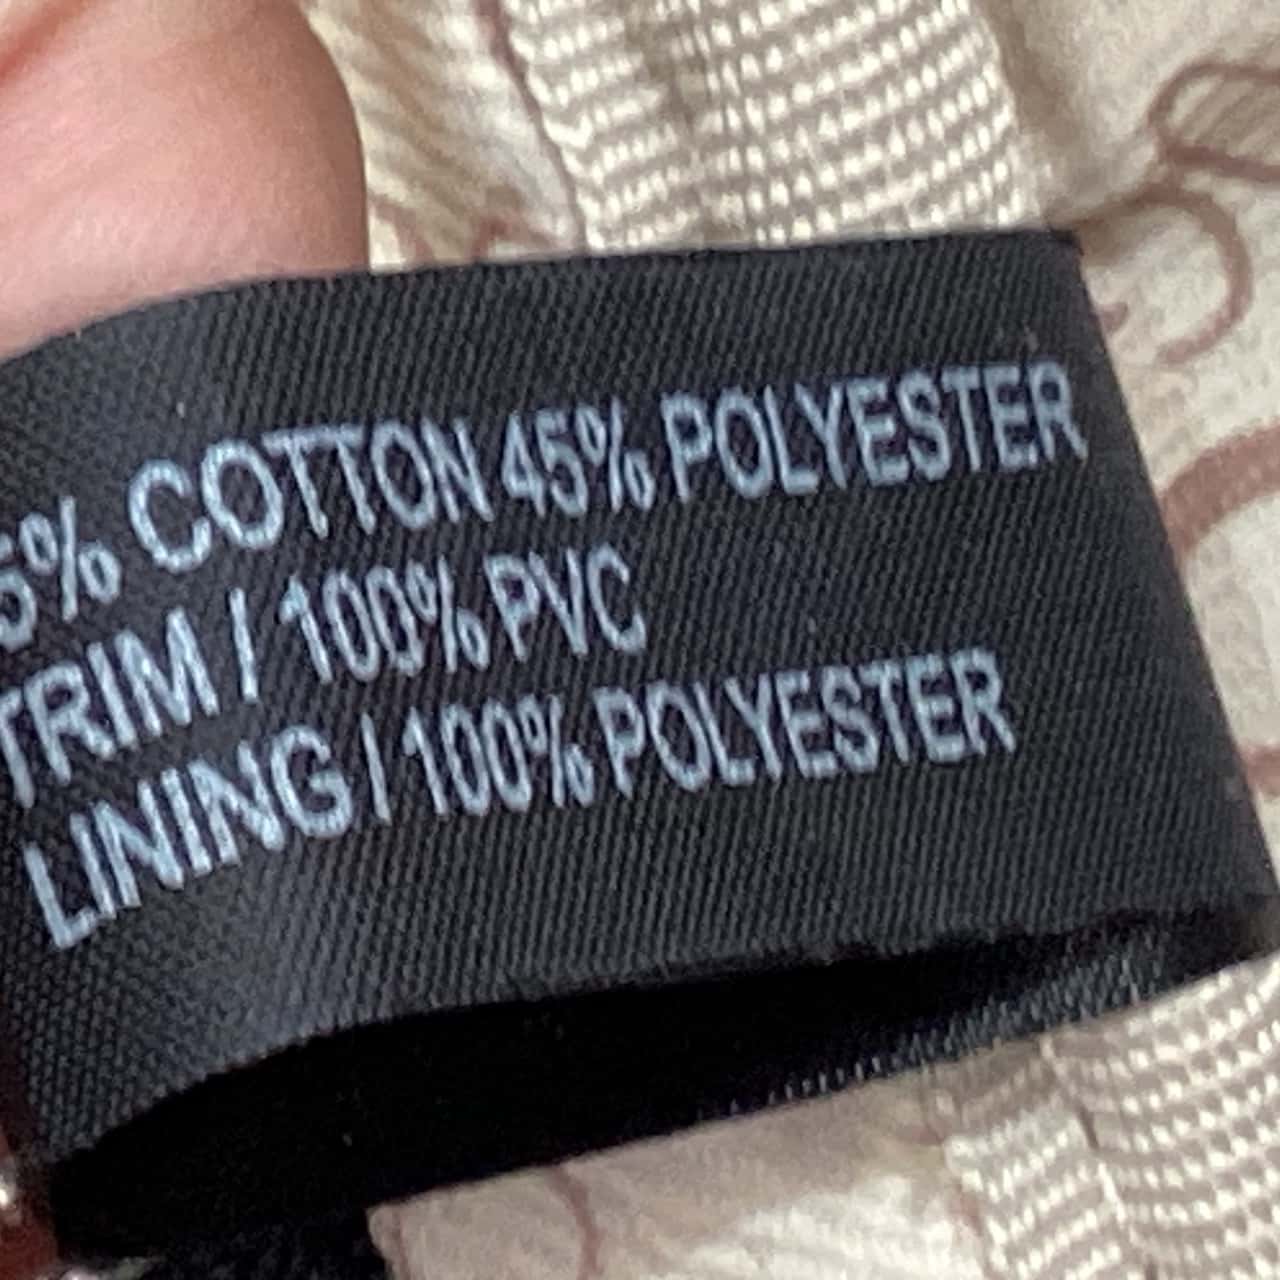 5% COTTON 45% POLYESTER
TRIM / 100% PVC
LINING / 100% POLYESTER